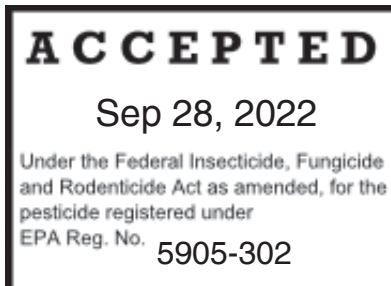 ACCEPTED
Sep 28, 2022
Under the Federal Insecticide, Fungicide
and Rodenticide Act as amended, for the
pesticide registered under
EPA Reg. No. 5905-302